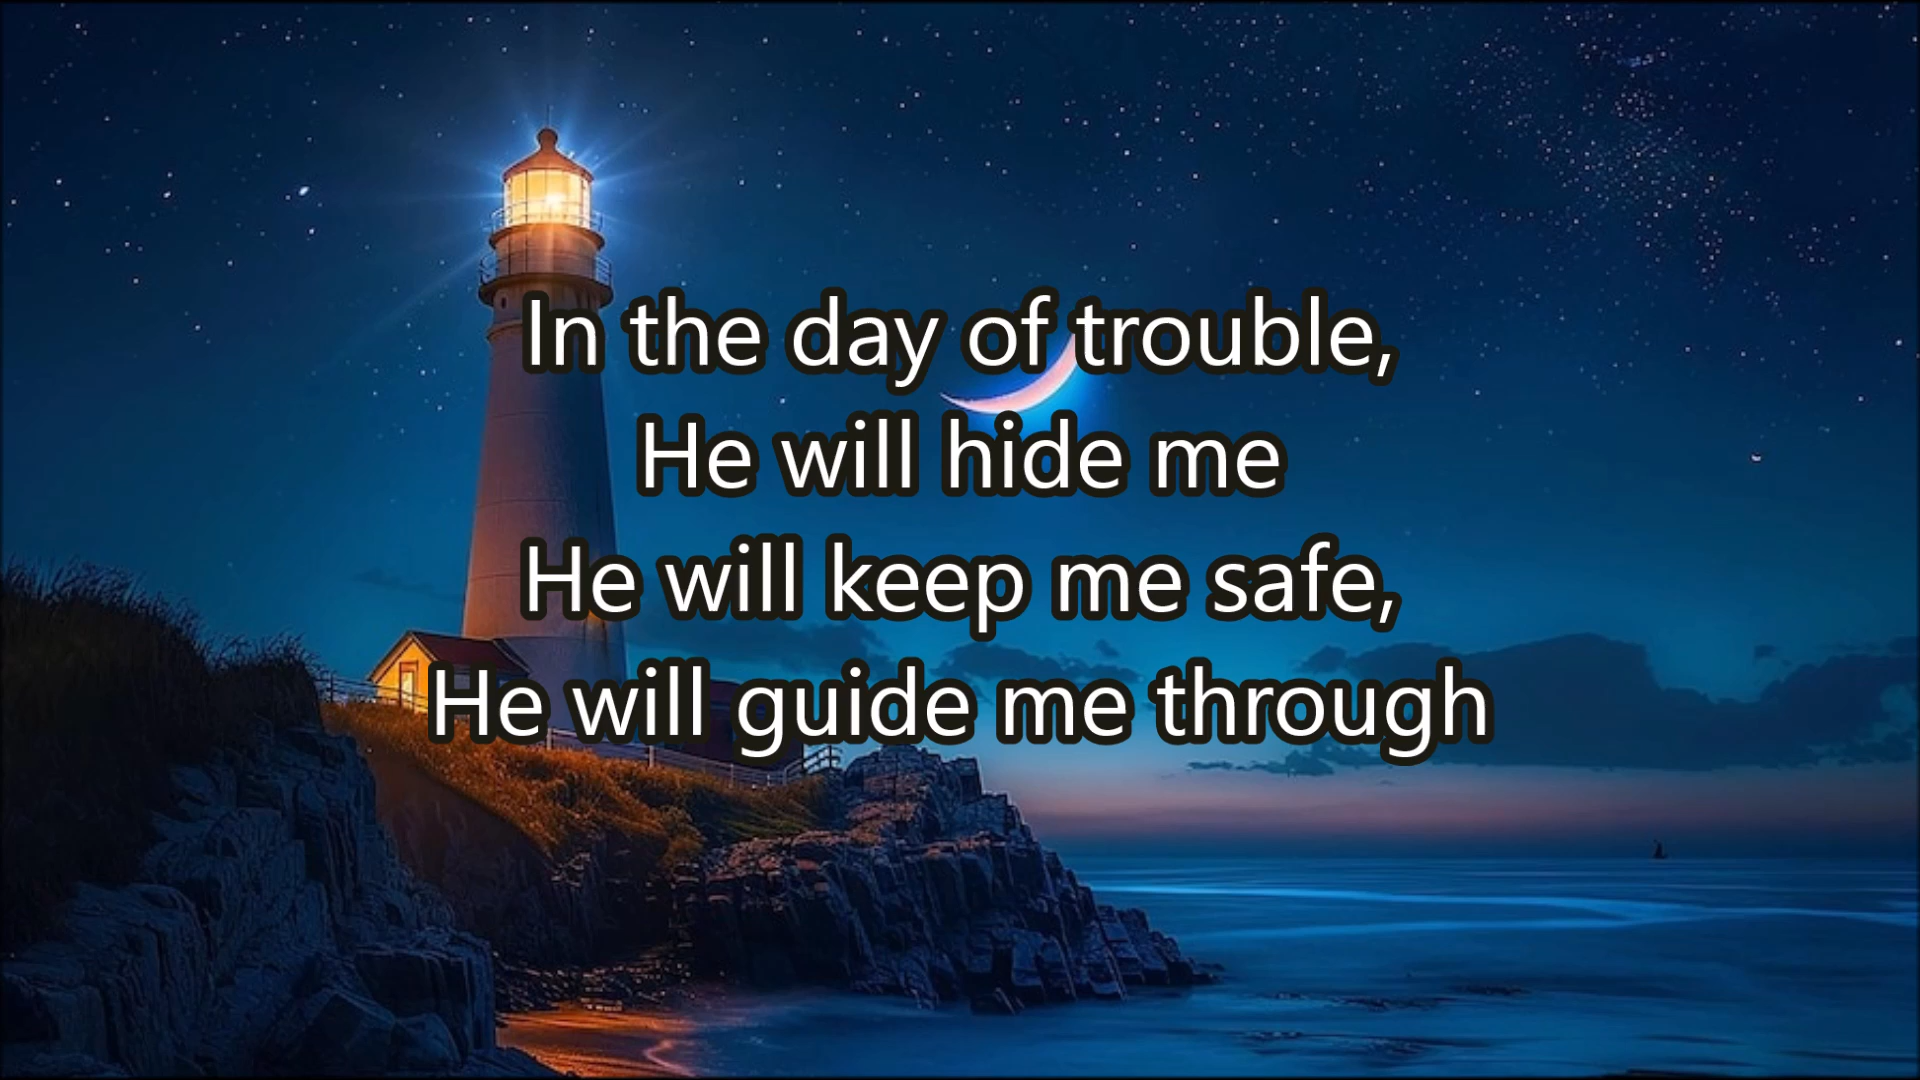 In the day of trouble,
He will hide me
He will keep me safe,
He will guide me through